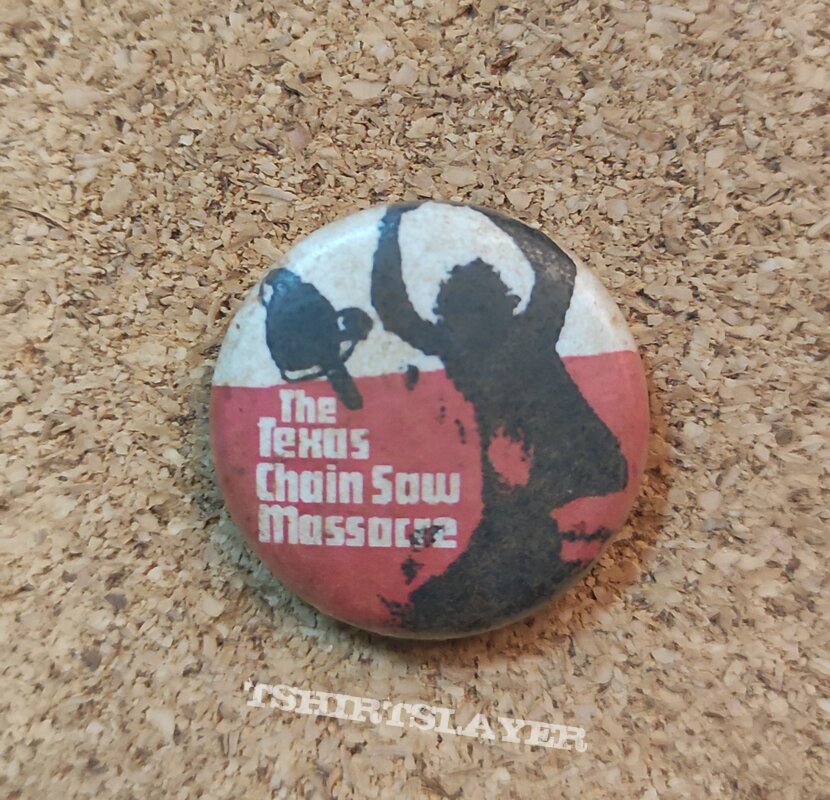 The
Texas
Chain Saw
Massacre
TSHIRTSLAYER